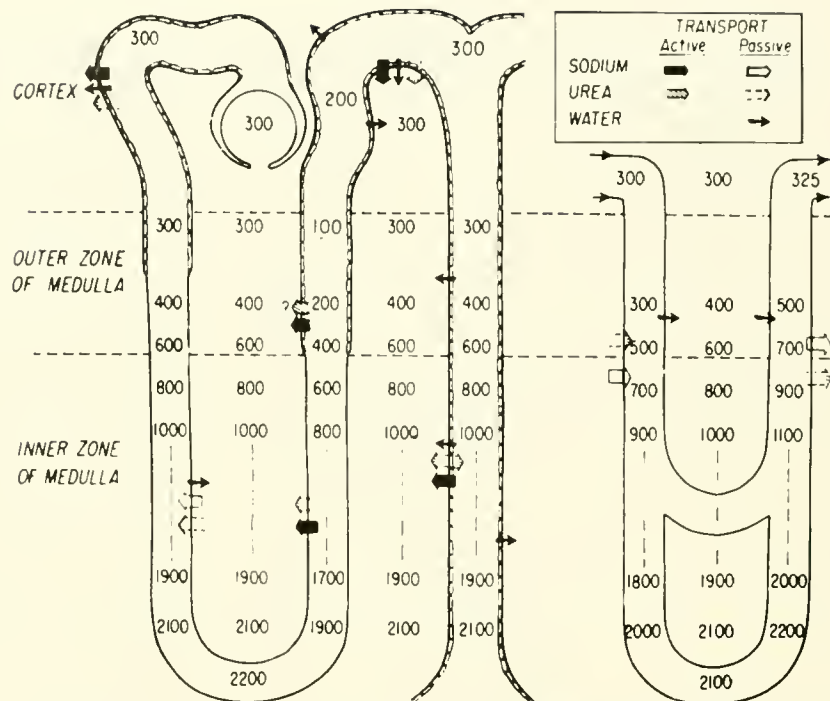 TRANSPORT
Active Passive
SODIUM
UREA
WATER
300 300
CORTEX
200
300 300
300 300 325
300 300 100 300 300
OUTER ZONE
OF MEDULLA
400 400 ? 200 400 400 300 400 500
600 600 400 600 600 500 600 700
800 800 600 800 800 700 800 900
1000 1000 800 1000 1000 900 1000 1100
INNER ZONE
OF MEDULLA
1900 1900 1700 1900 1900 1800 1900 2000
2100 2100 1900 2100 2100 2000 2100 2200
2200 2100